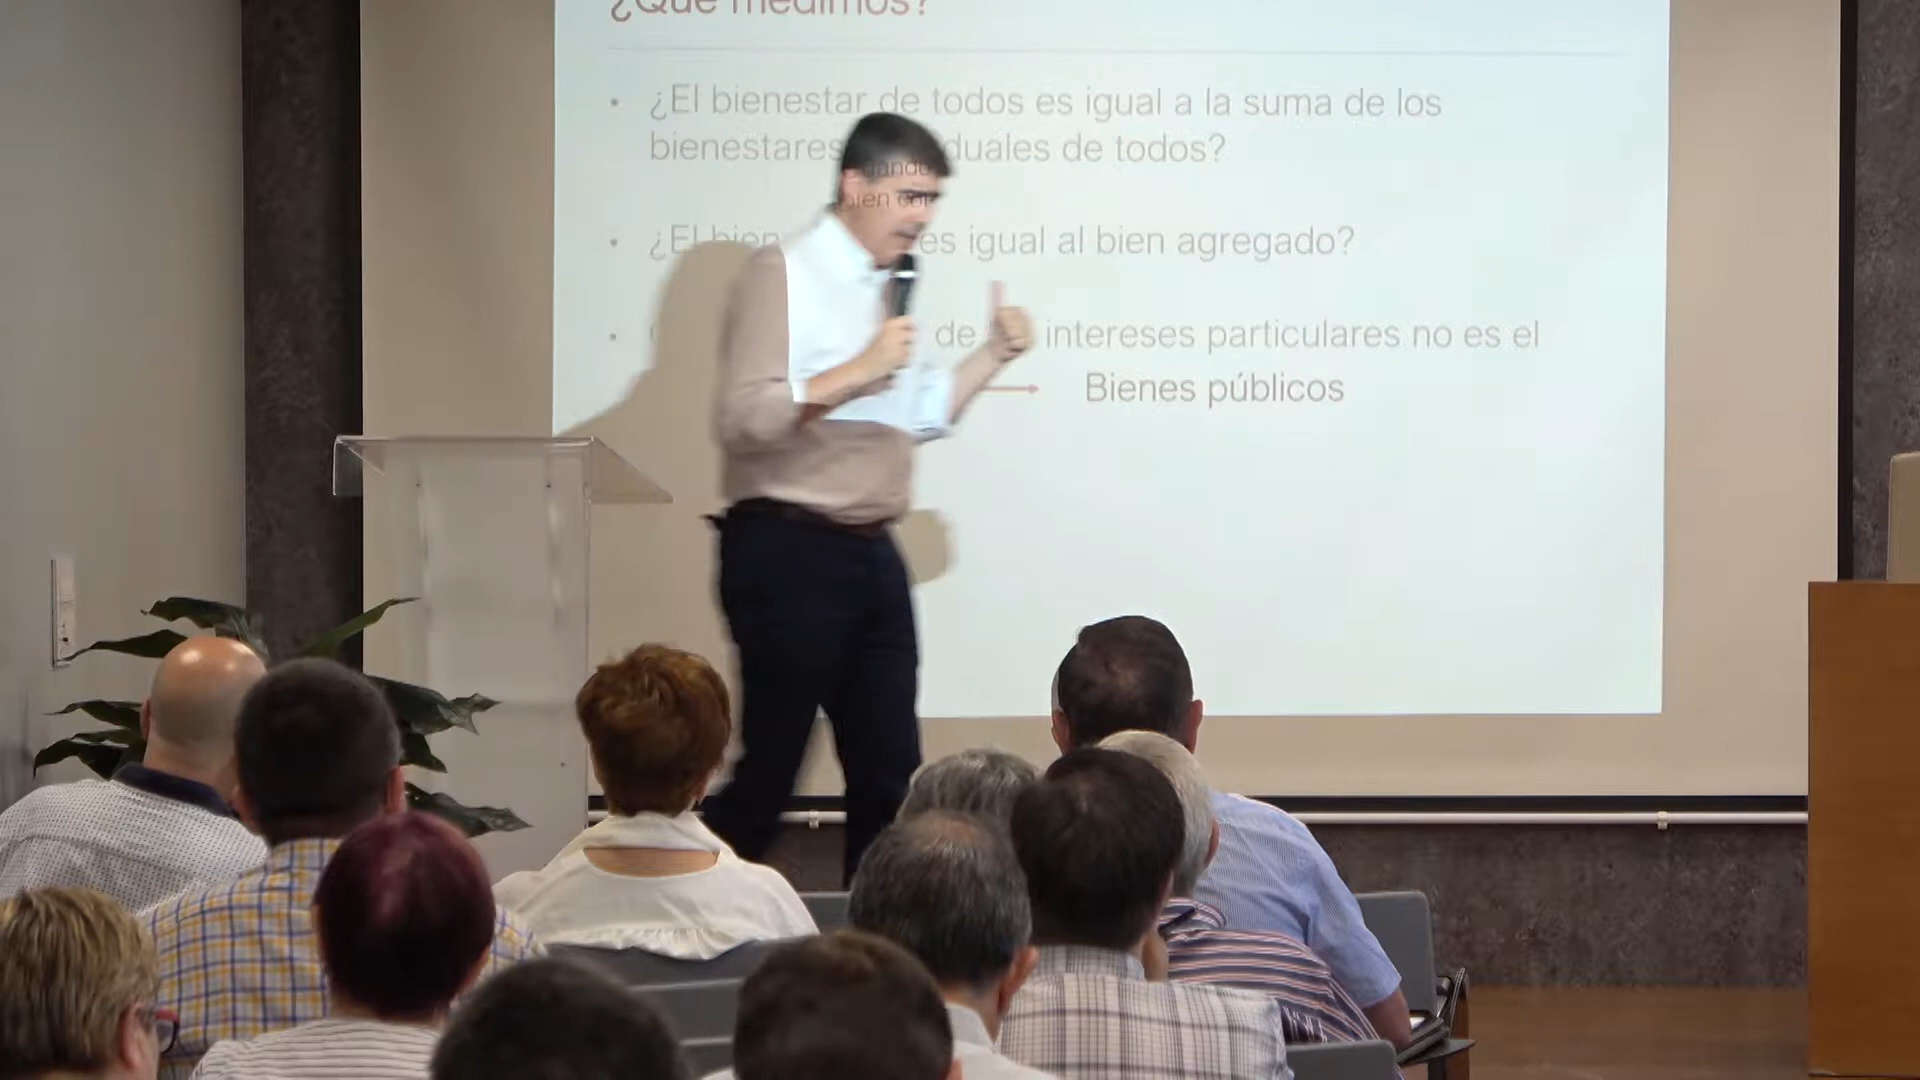 ¿Qué medimos?
• ¿El bienestar de todos es igual a la suma de los
bienestares duales de todos?
• ¿El bien es igual al bien agregado?
• de intereses particulares no es el
Bienes públicos